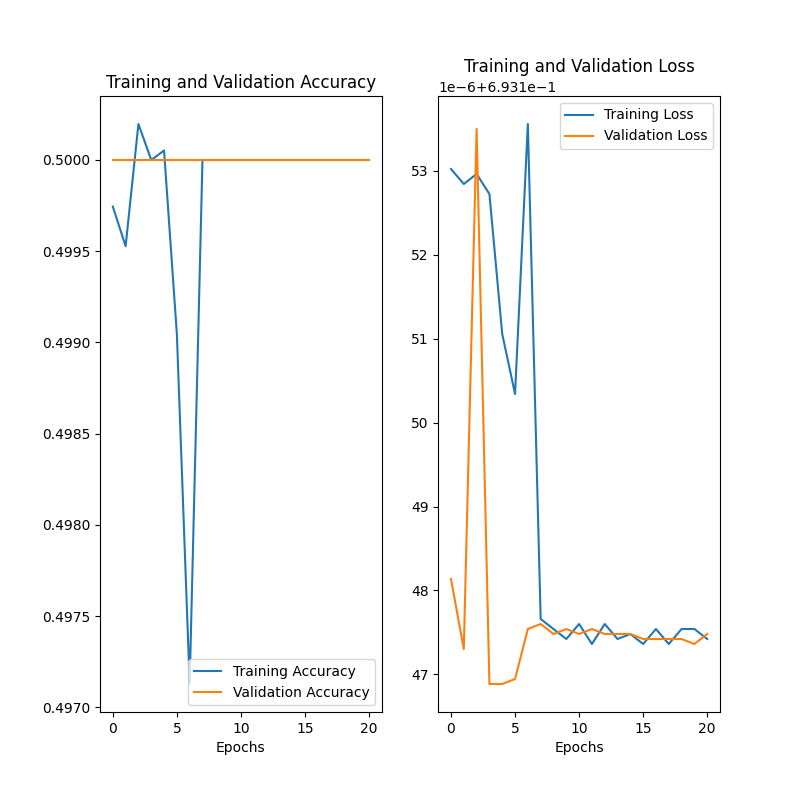 Training and Validation Accuracy
0.5000
0.4995
0.4990
0.4985
0.4980
0.4975
0.4970
Training Accuracy
Validation Accuracy
0
5
10
15
20
Epochs
Training and Validation Loss
1e−6+6.931e−1
Training Loss
Validation Loss
53
52
51
50
49
48
47
0
5
10
15
20
Epochs